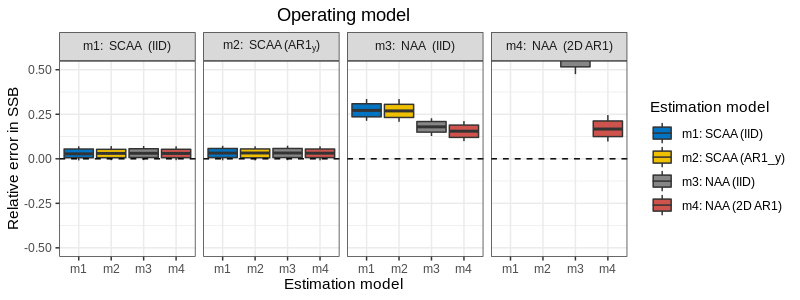 Operating model
m1: SCAA (IID)
m2: SCAA (AR1y)
m3: NAA (IID)
m4: NAA (2D AR1)
Relative error in SSB
0.50
0.25
0.00
-0.25
-0.50
m1 m2 m3 m4
m1 m2 m3 m4
m1 m2 m3 m4
m1 m2 m3 m4
Estimation model
Estimation model
m1: SCAA (IID)
m2: SCAA (AR1_y)
m3: NAA (IID)
m4: NAA (2D AR1)